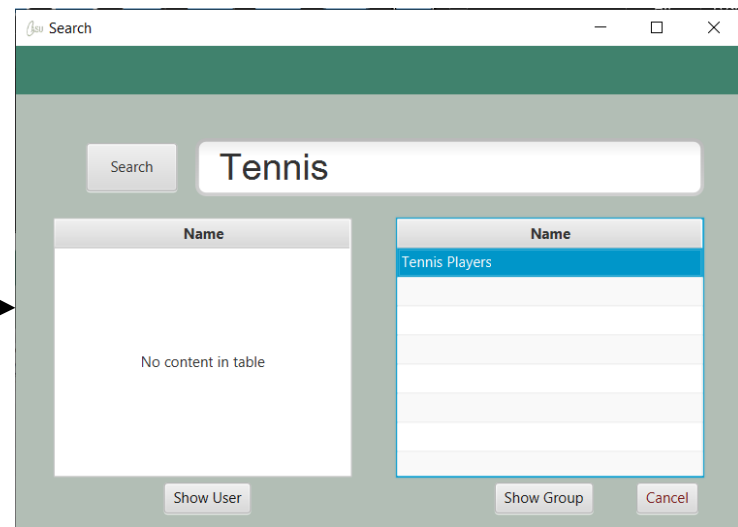 Search
Search
Tennis
Name
No content in table
Show User
Name
Tennis Players
Show Group
Cancel